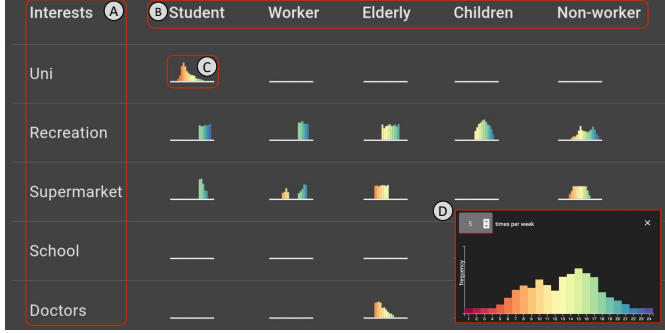 Interests A B Student Worker Elderly Children Non-worker
Uni C
Recreation
Supermarket
D
5 times per week ×
School
frequency
Doctors
1 2 3 4 5 6 7 8 9 10 11 12 13 14 15 16 17 18 19 20 21 22 23 24